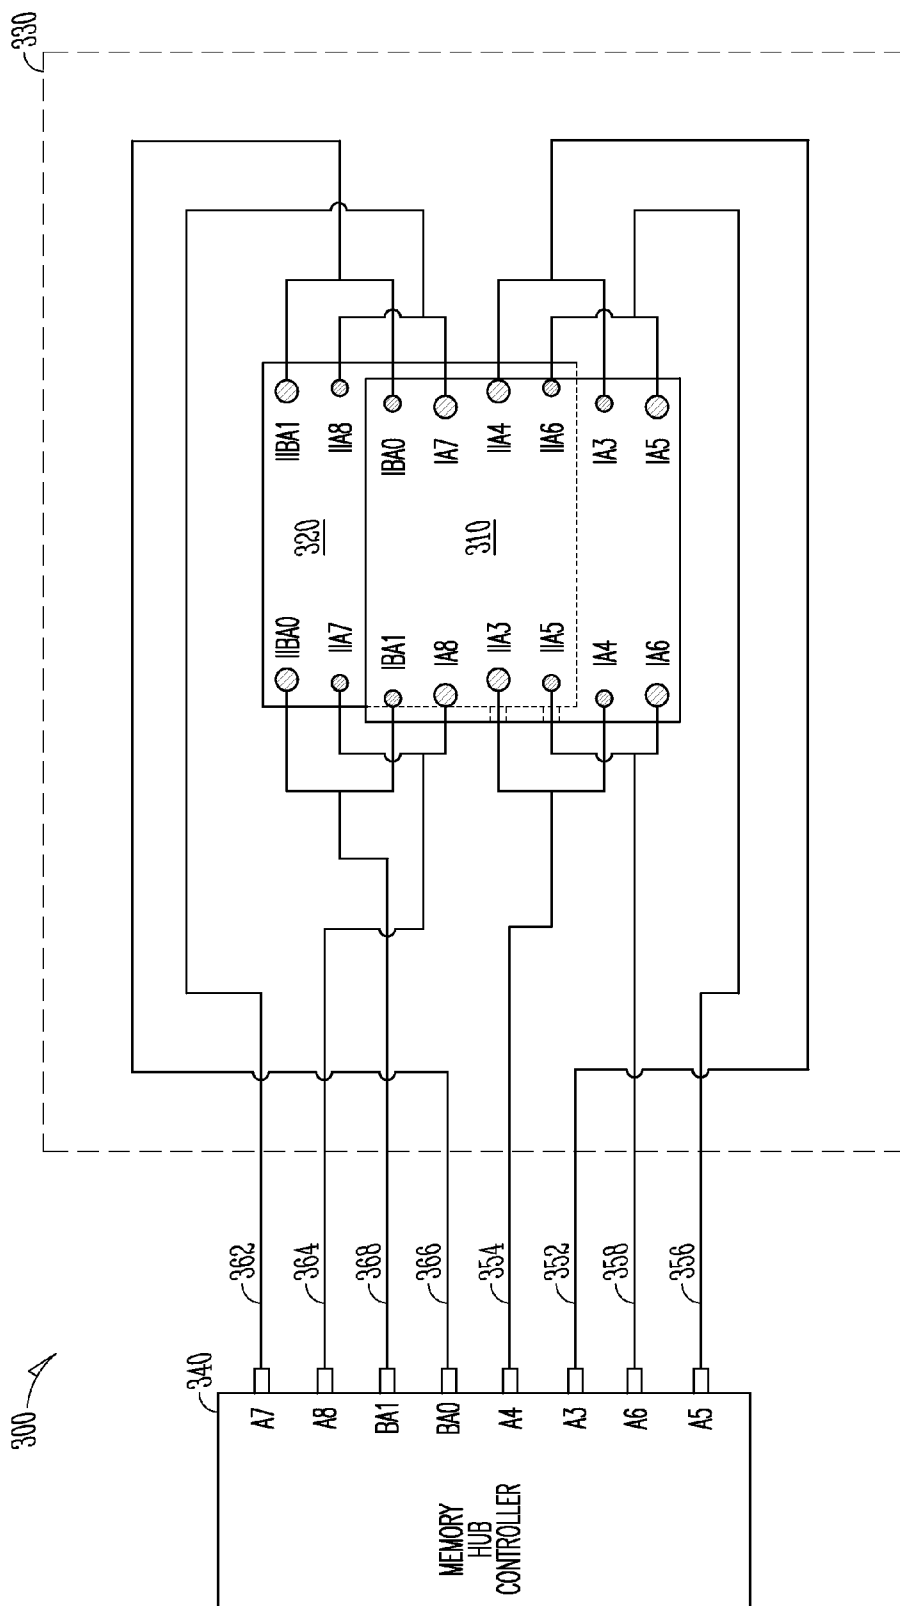 330
IIBA1
IIA8
IBA0
IA7
IIA4
IIA6
IA3
IA5
320
310
IIBA0
IIA7
IBA1
IA8
IIA3
IIA5
IA4
IA6
362
364
368
366
354
352
358
356
300
340
A7
A8
BA1
BA0
A4
A3
A6
A5
MEMORY
HUB
CONTROLLER